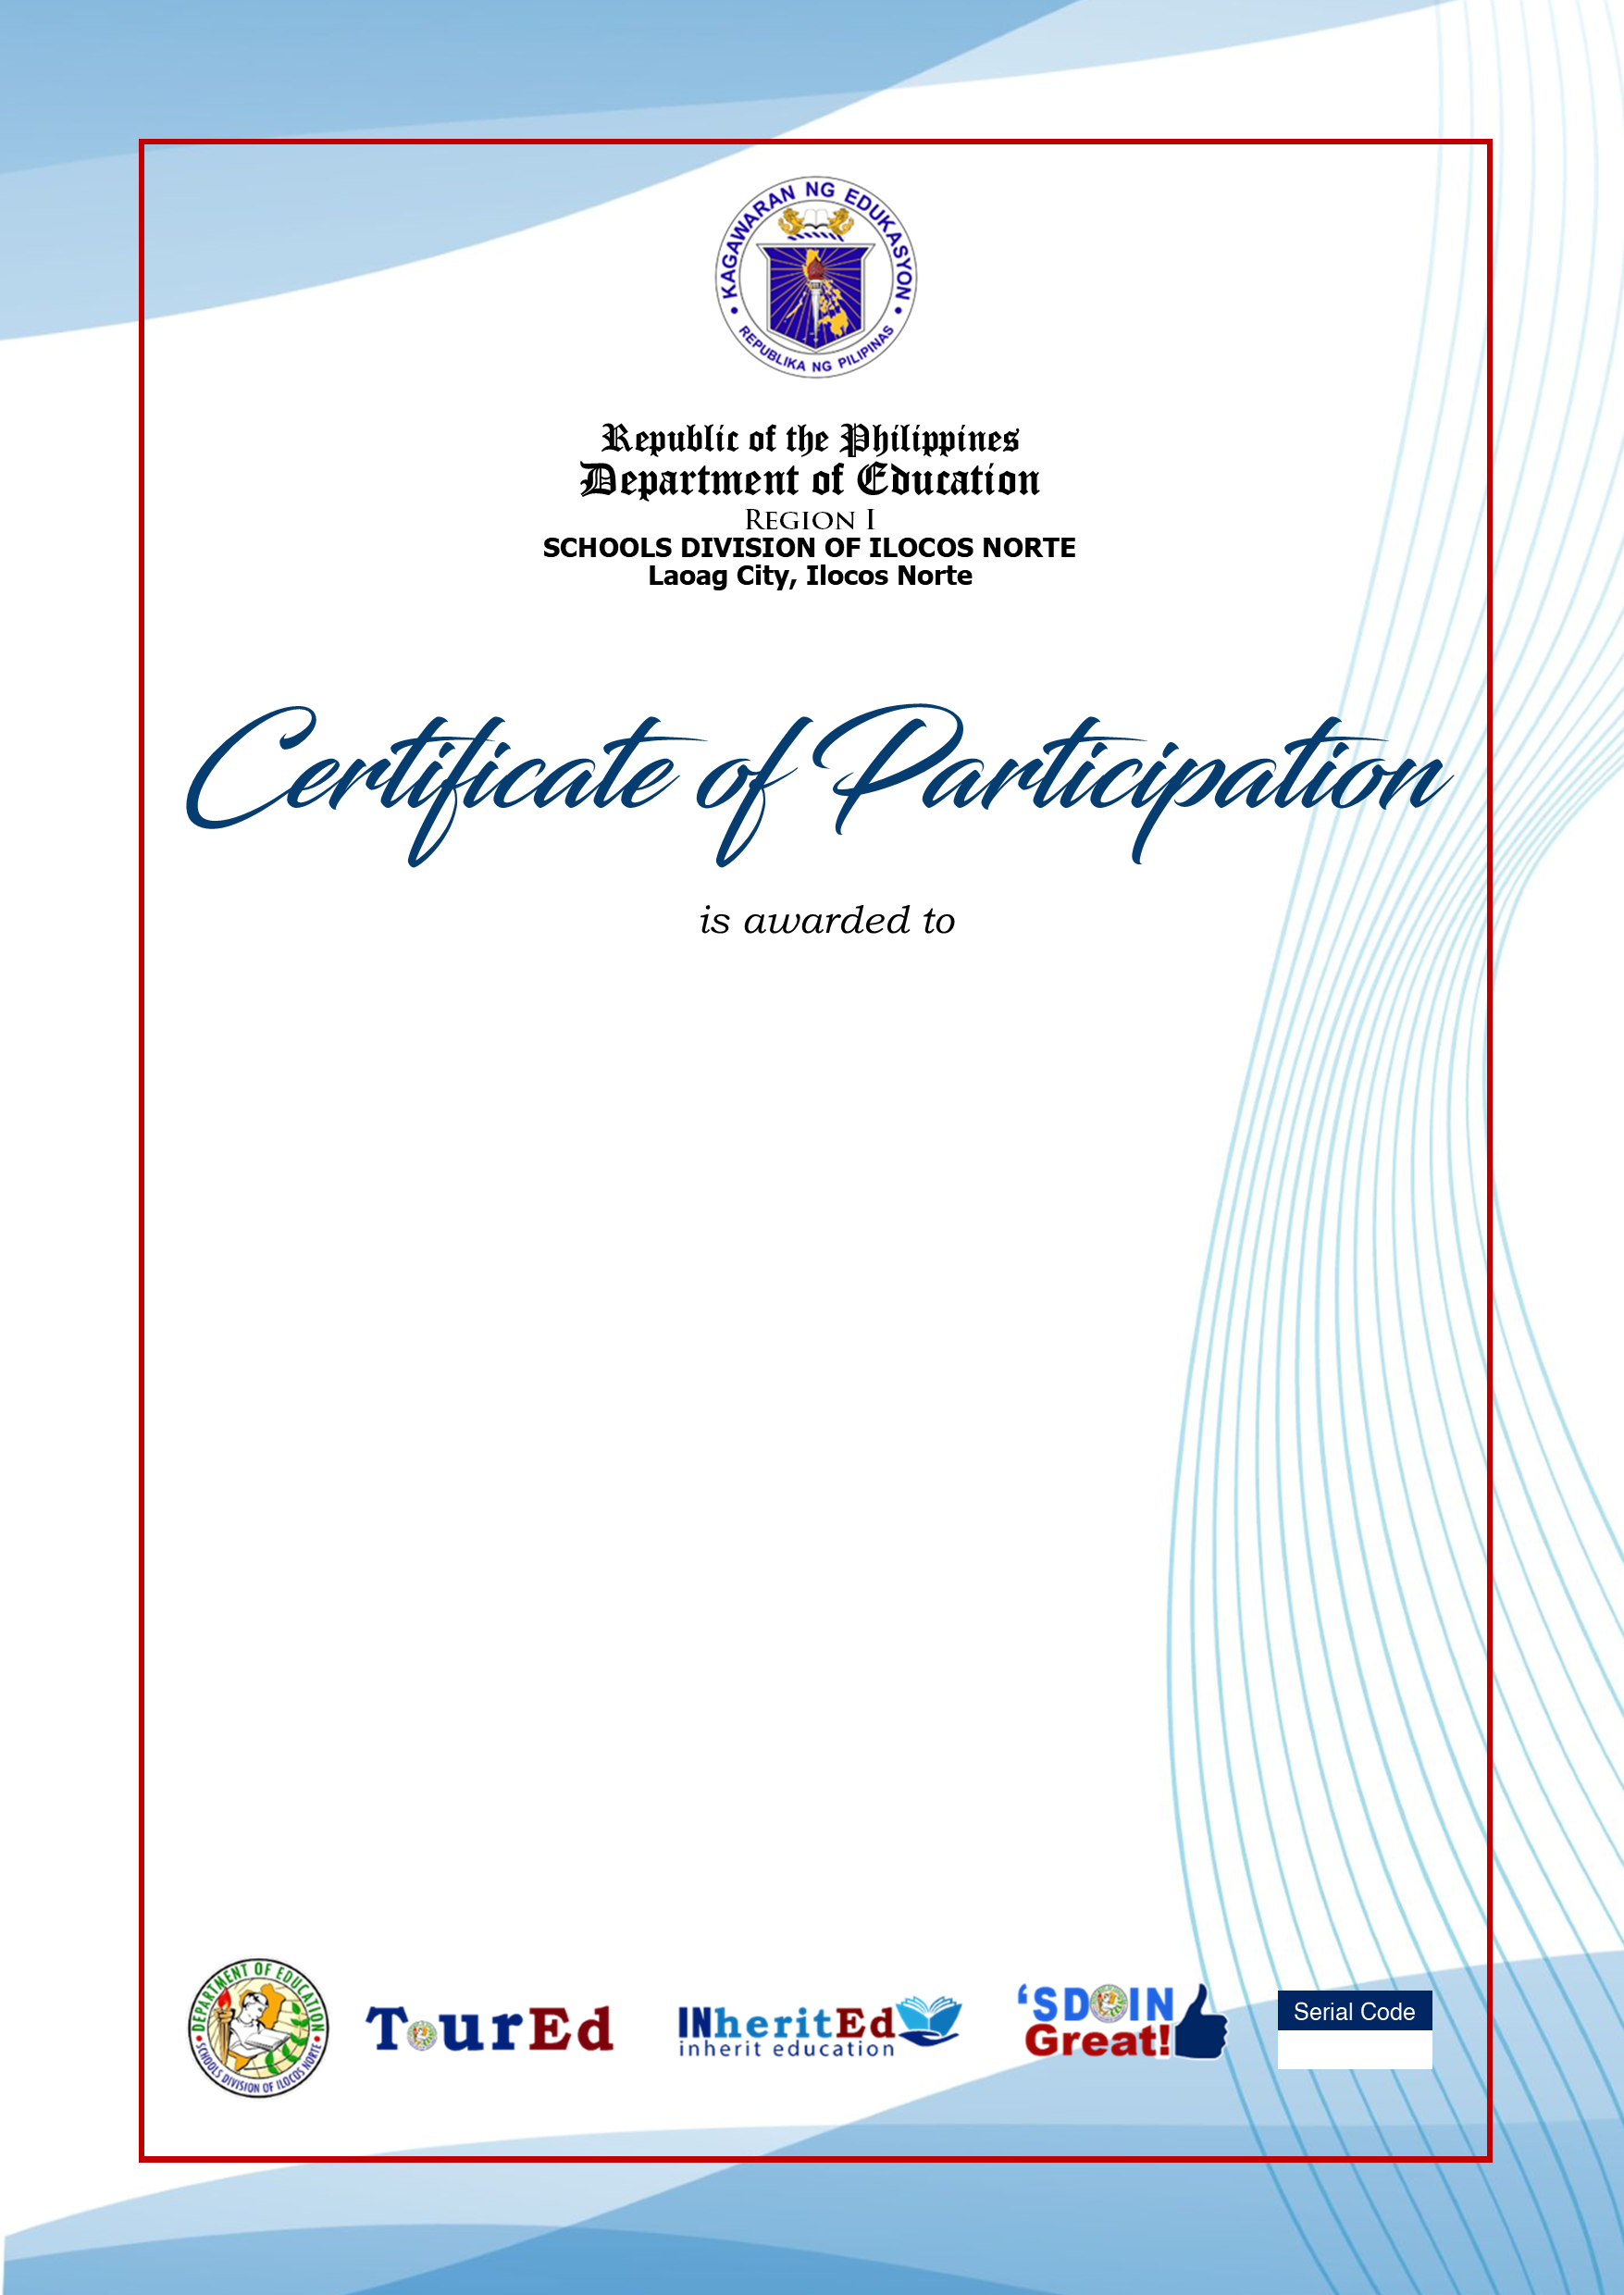 KAGAWARAN NG EDUKASYON
REPUBLIKA NG PILIPINAS
Republic of the Philippines
Department of Education
REGION I
SCHOOLS DIVISION OF ILOCOS NORTE
Laoag City, Ilocos Norte
Certificate of Participation
is awarded to
DEPARTMENT OF EDUCATION
SCHOOLS DIVISION OF ILOCOS NORTE
TourEd
INheritEd
inherit education
'SDOIN
Great!
Serial Code